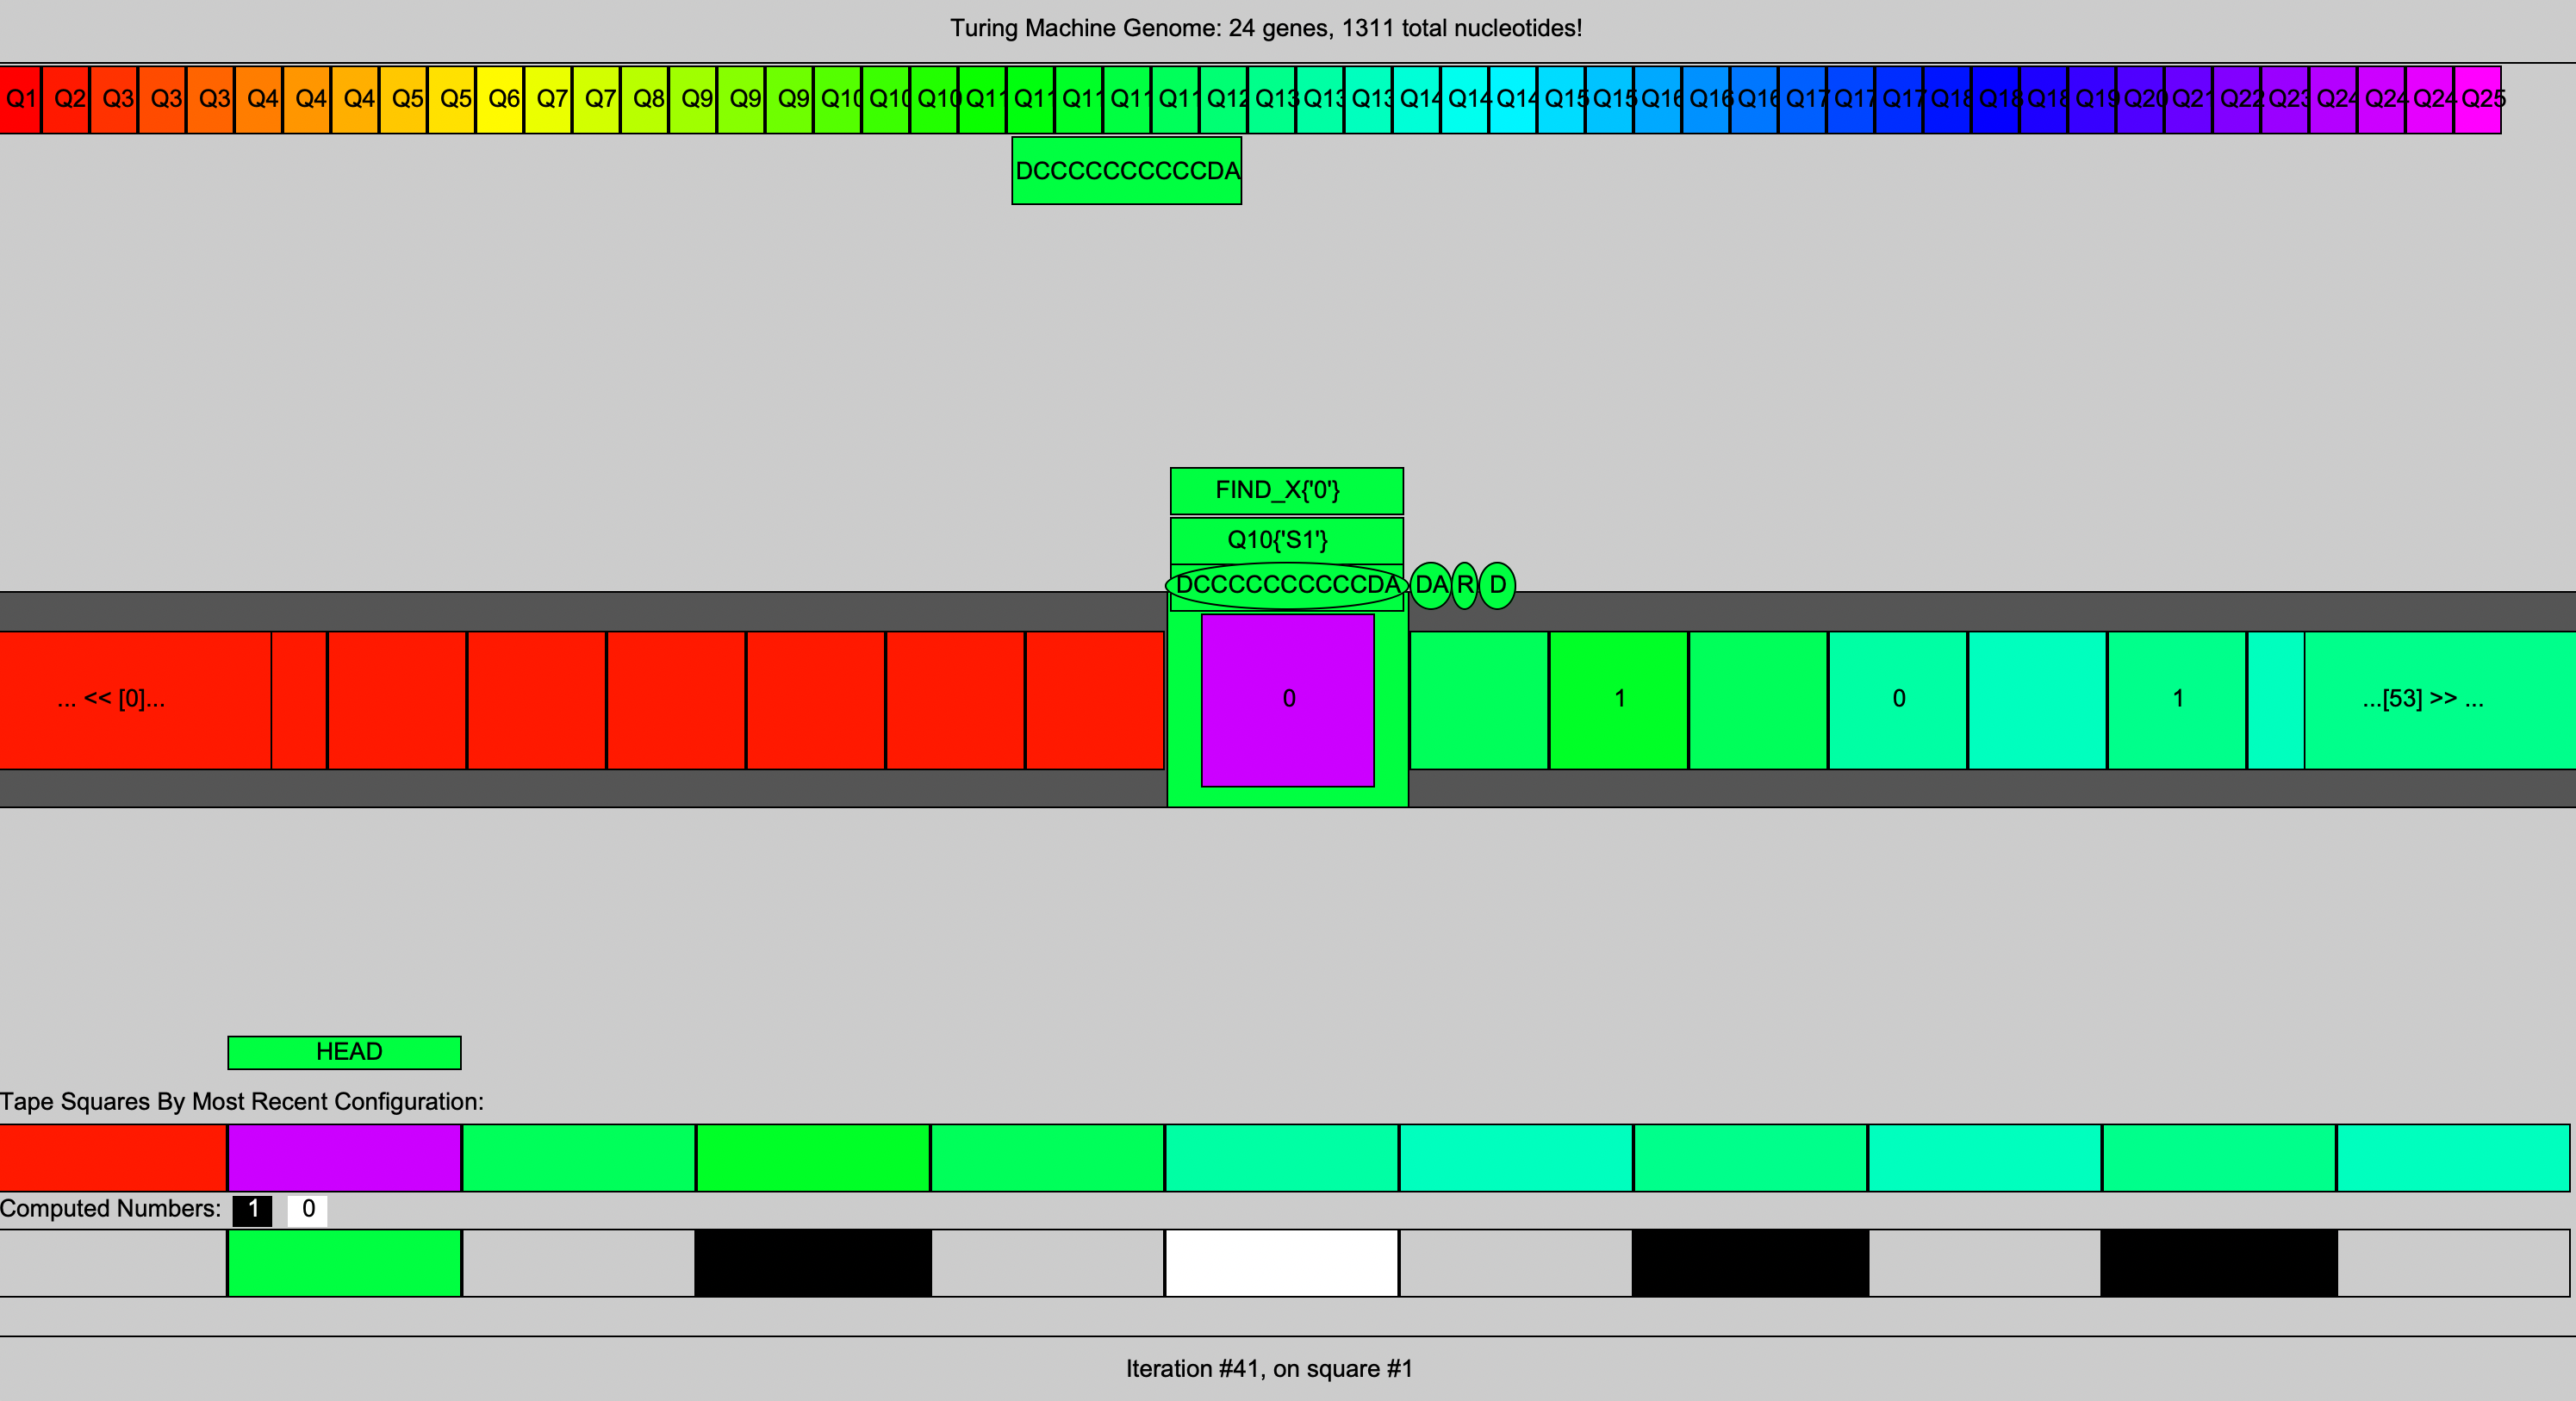 Turing Machine Genome: 24 genes, 1311 total nucleotides!
Q1 Q2 Q3 Q3 Q3 Q4 Q4 Q4 Q5 Q5 Q6 Q7 Q7 Q8 Q9 Q9 Q9 Q10 Q10 Q10 Q11 Q11 Q11 Q11 Q11 Q12 Q13 Q13 Q13 Q14 Q14 Q14 Q15 Q15 Q16 Q16 Q16 Q17 Q17 Q17 Q18 Q18 Q18 Q19 Q20 Q21 Q22 Q23 Q24 Q24 Q24 Q25
DCCCCCCCCCCDA
FIND_X{'0'}
Q10{'S1'}
DCCCCCCCCCCDA DA R D
... << [0]... 0 1 0 1 ...[53] >> ...
HEAD
Tape Squares By Most Recent Configuration:
Computed Numbers: 1 0
Iteration #41, on square #1